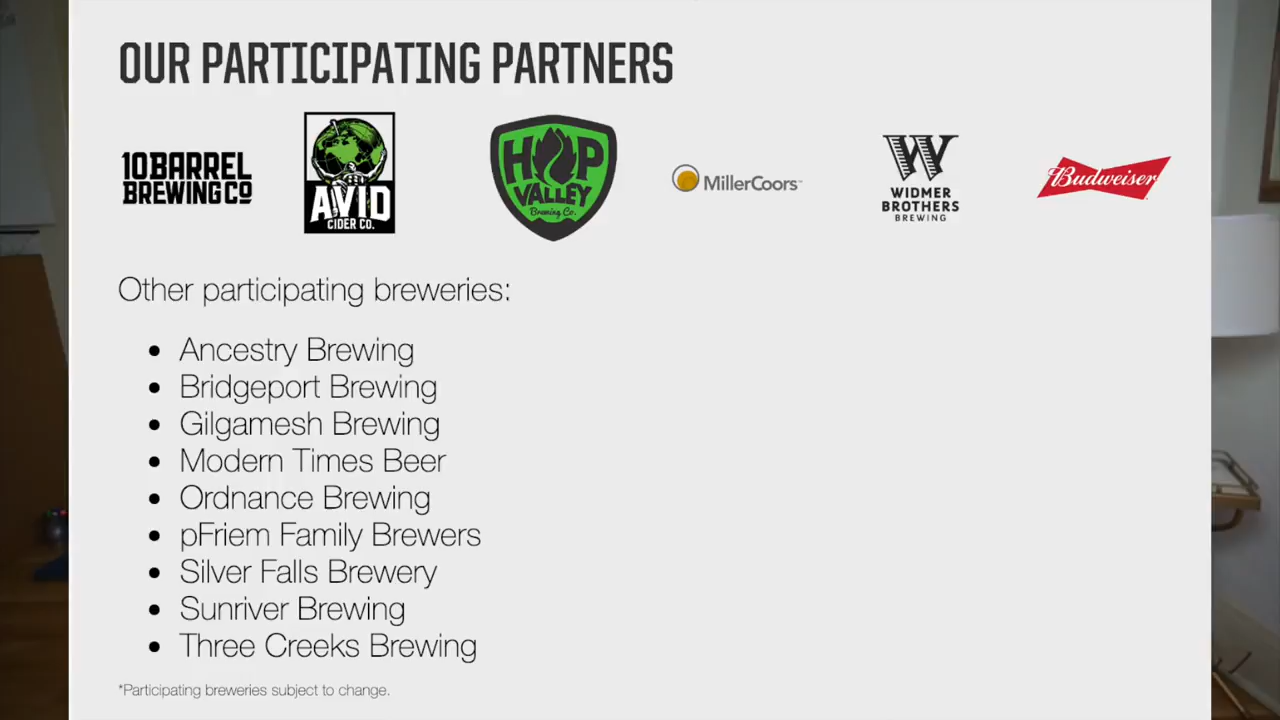 OUR PARTICIPATING PARTNERS
10 BARREL
BREWING CO
AVID
CIDER CO.
HOP
VALLEY
Brewing Co.
MillerCoors™
W
WIDMER
BROTHERS
BREWING
Budweiser
Other participating breweries:
• Ancestry Brewing
• Bridgeport Brewing
• Gilgamesh Brewing
• Modern Times Beer
• Ordnance Brewing
• pFriem Family Brewers
• Silver Falls Brewery
• Sunriver Brewing
• Three Creeks Brewing
*Participating breweries subject to change.